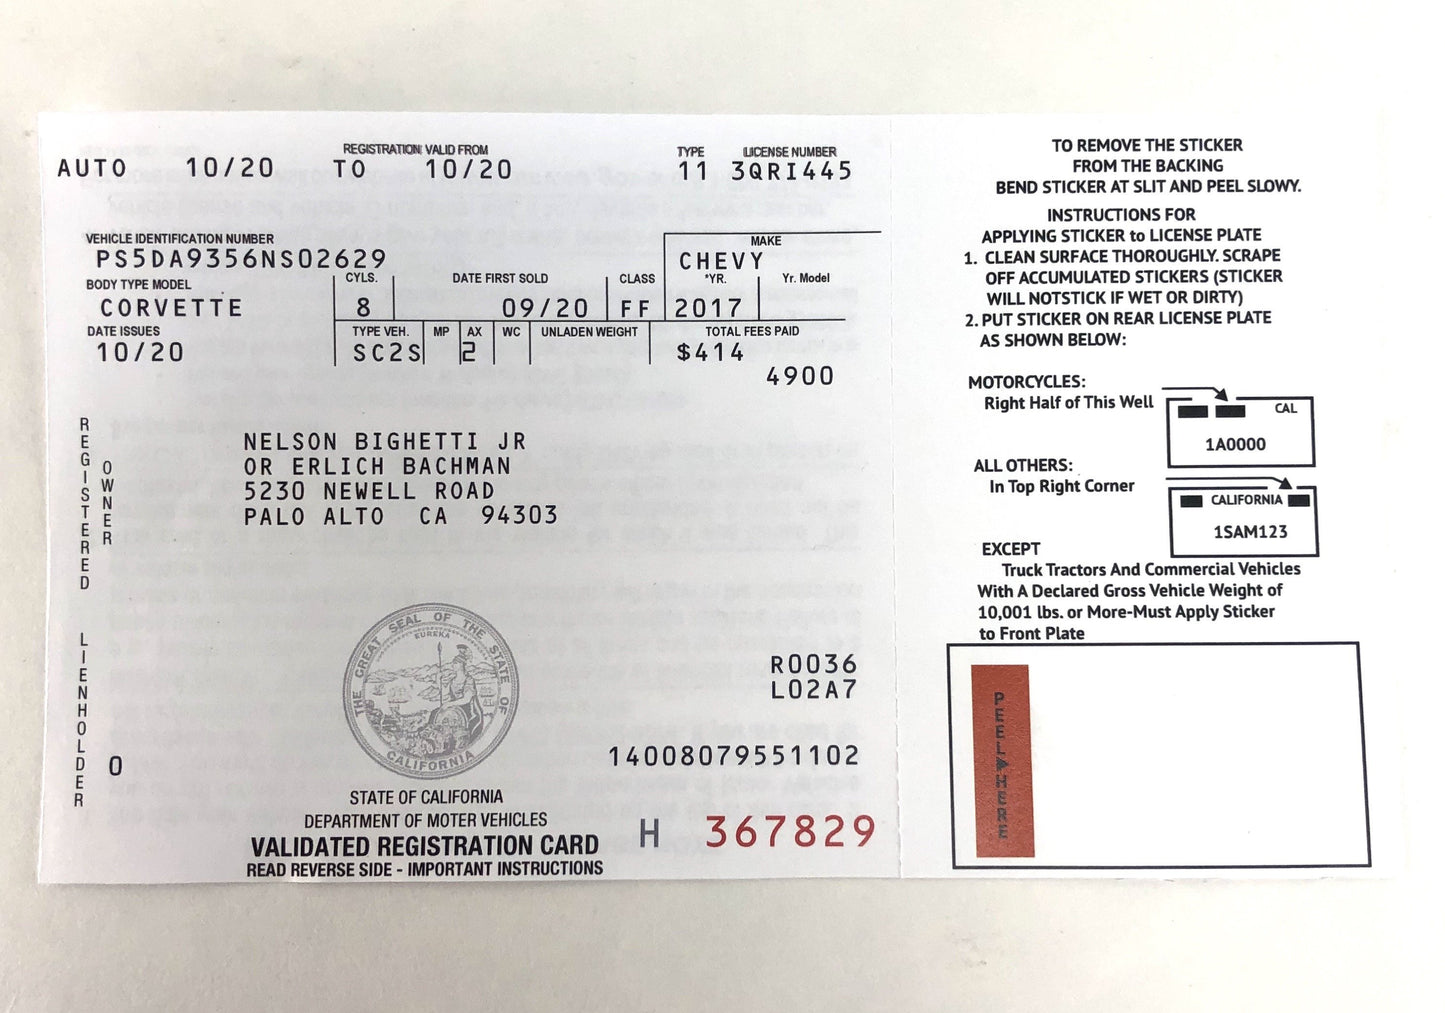 REGISTRATION VALID FROM
AUTO 10/20 TO 10/20
TYPE LICENSE NUMBER
11 3QRI445
VEHICLE IDENTIFICATION NUMBER
PS5DA9356NS02629
MAKE
CHEVY
BODY TYPE MODEL
CORVETTE
CYLS.
8
DATE FIRST SOLD
09/20
CLASS
FF
*YR.
2017
Yr. Model
DATE ISSUES
10/20
TYPE VEH.
SC2S
MP
AX
2
WC
UNLADEN WEIGHT
TOTAL FEES PAID
$414
4900
REGISTERED
OWNER
NELSON BIGHETTI JR
OR ERLICH BACHMAN
5230 NEWELL ROAD
PALO ALTO CA 94303
LIENHOLDER
0
THE GREAT SEAL OF THE STATE OF CALIFORNIA
EUREKA
R0036
L02A7
14008079551102
STATE OF CALIFORNIA
DEPARTMENT OF MOTER VEHICLES
VALIDATED REGISTRATION CARD
READ REVERSE SIDE - IMPORTANT INSTRUCTIONS
H 367829
TO REMOVE THE STICKER
FROM THE BACKING
BEND STICKER AT SLIT AND PEEL SLOWY.
INSTRUCTIONS FOR
APPLYING STICKER to LICENSE PLATE
1. CLEAN SURFACE THOROUGHLY. SCRAPE
OFF ACCUMULATED STICKERS (STICKER
WILL NOTSTICK IF WET OR DIRTY)
2. PUT STICKER ON REAR LICENSE PLATE
AS SHOWN BELOW:
MOTORCYCLES:
Right Half of This Well
CAL
1A0000
ALL OTHERS:
In Top Right Corner
CALIFORNIA
1SAM123
EXCEPT
Truck Tractors And Commercial Vehicles
With A Declared Gross Vehicle Weight of
10,001 lbs. or More-Must Apply Sticker
to Front Plate
PEEL HERE